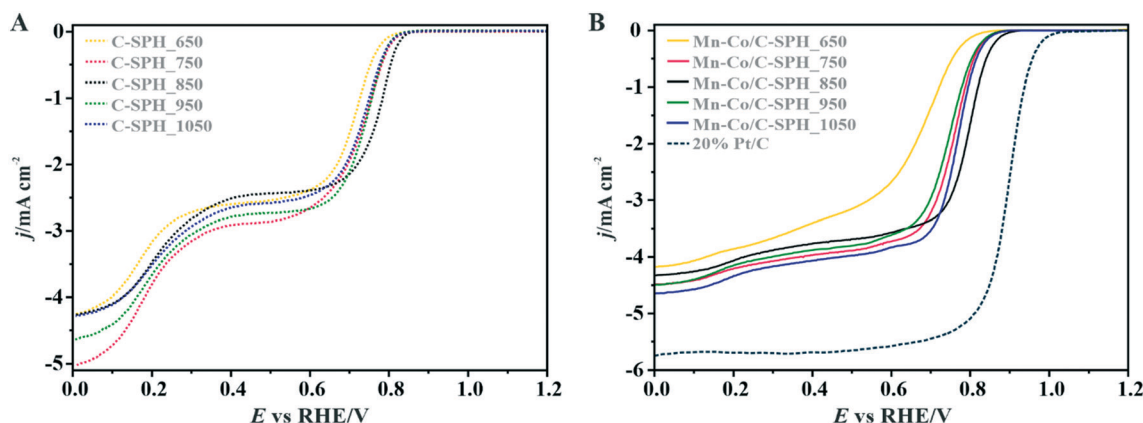 A
C-SPH_650
C-SPH_750
C-SPH_850
C-SPH_950
C-SPH_1050
0
-1
-2
-3
-4
-5
j/mA cm-2
0.0 0.2 0.4 0.6 0.8 1.0 1.2
E vs RHE/V
B
Mn-Co/C-SPH_650
Mn-Co/C-SPH_750
Mn-Co/C-SPH_850
Mn-Co/C-SPH_950
Mn-Co/C-SPH_1050
20% Pt/C
0
-1
-2
-3
-4
-5
-6
j/mA cm-2
0.0 0.2 0.4 0.6 0.8 1.0 1.2
E vs RHE/V